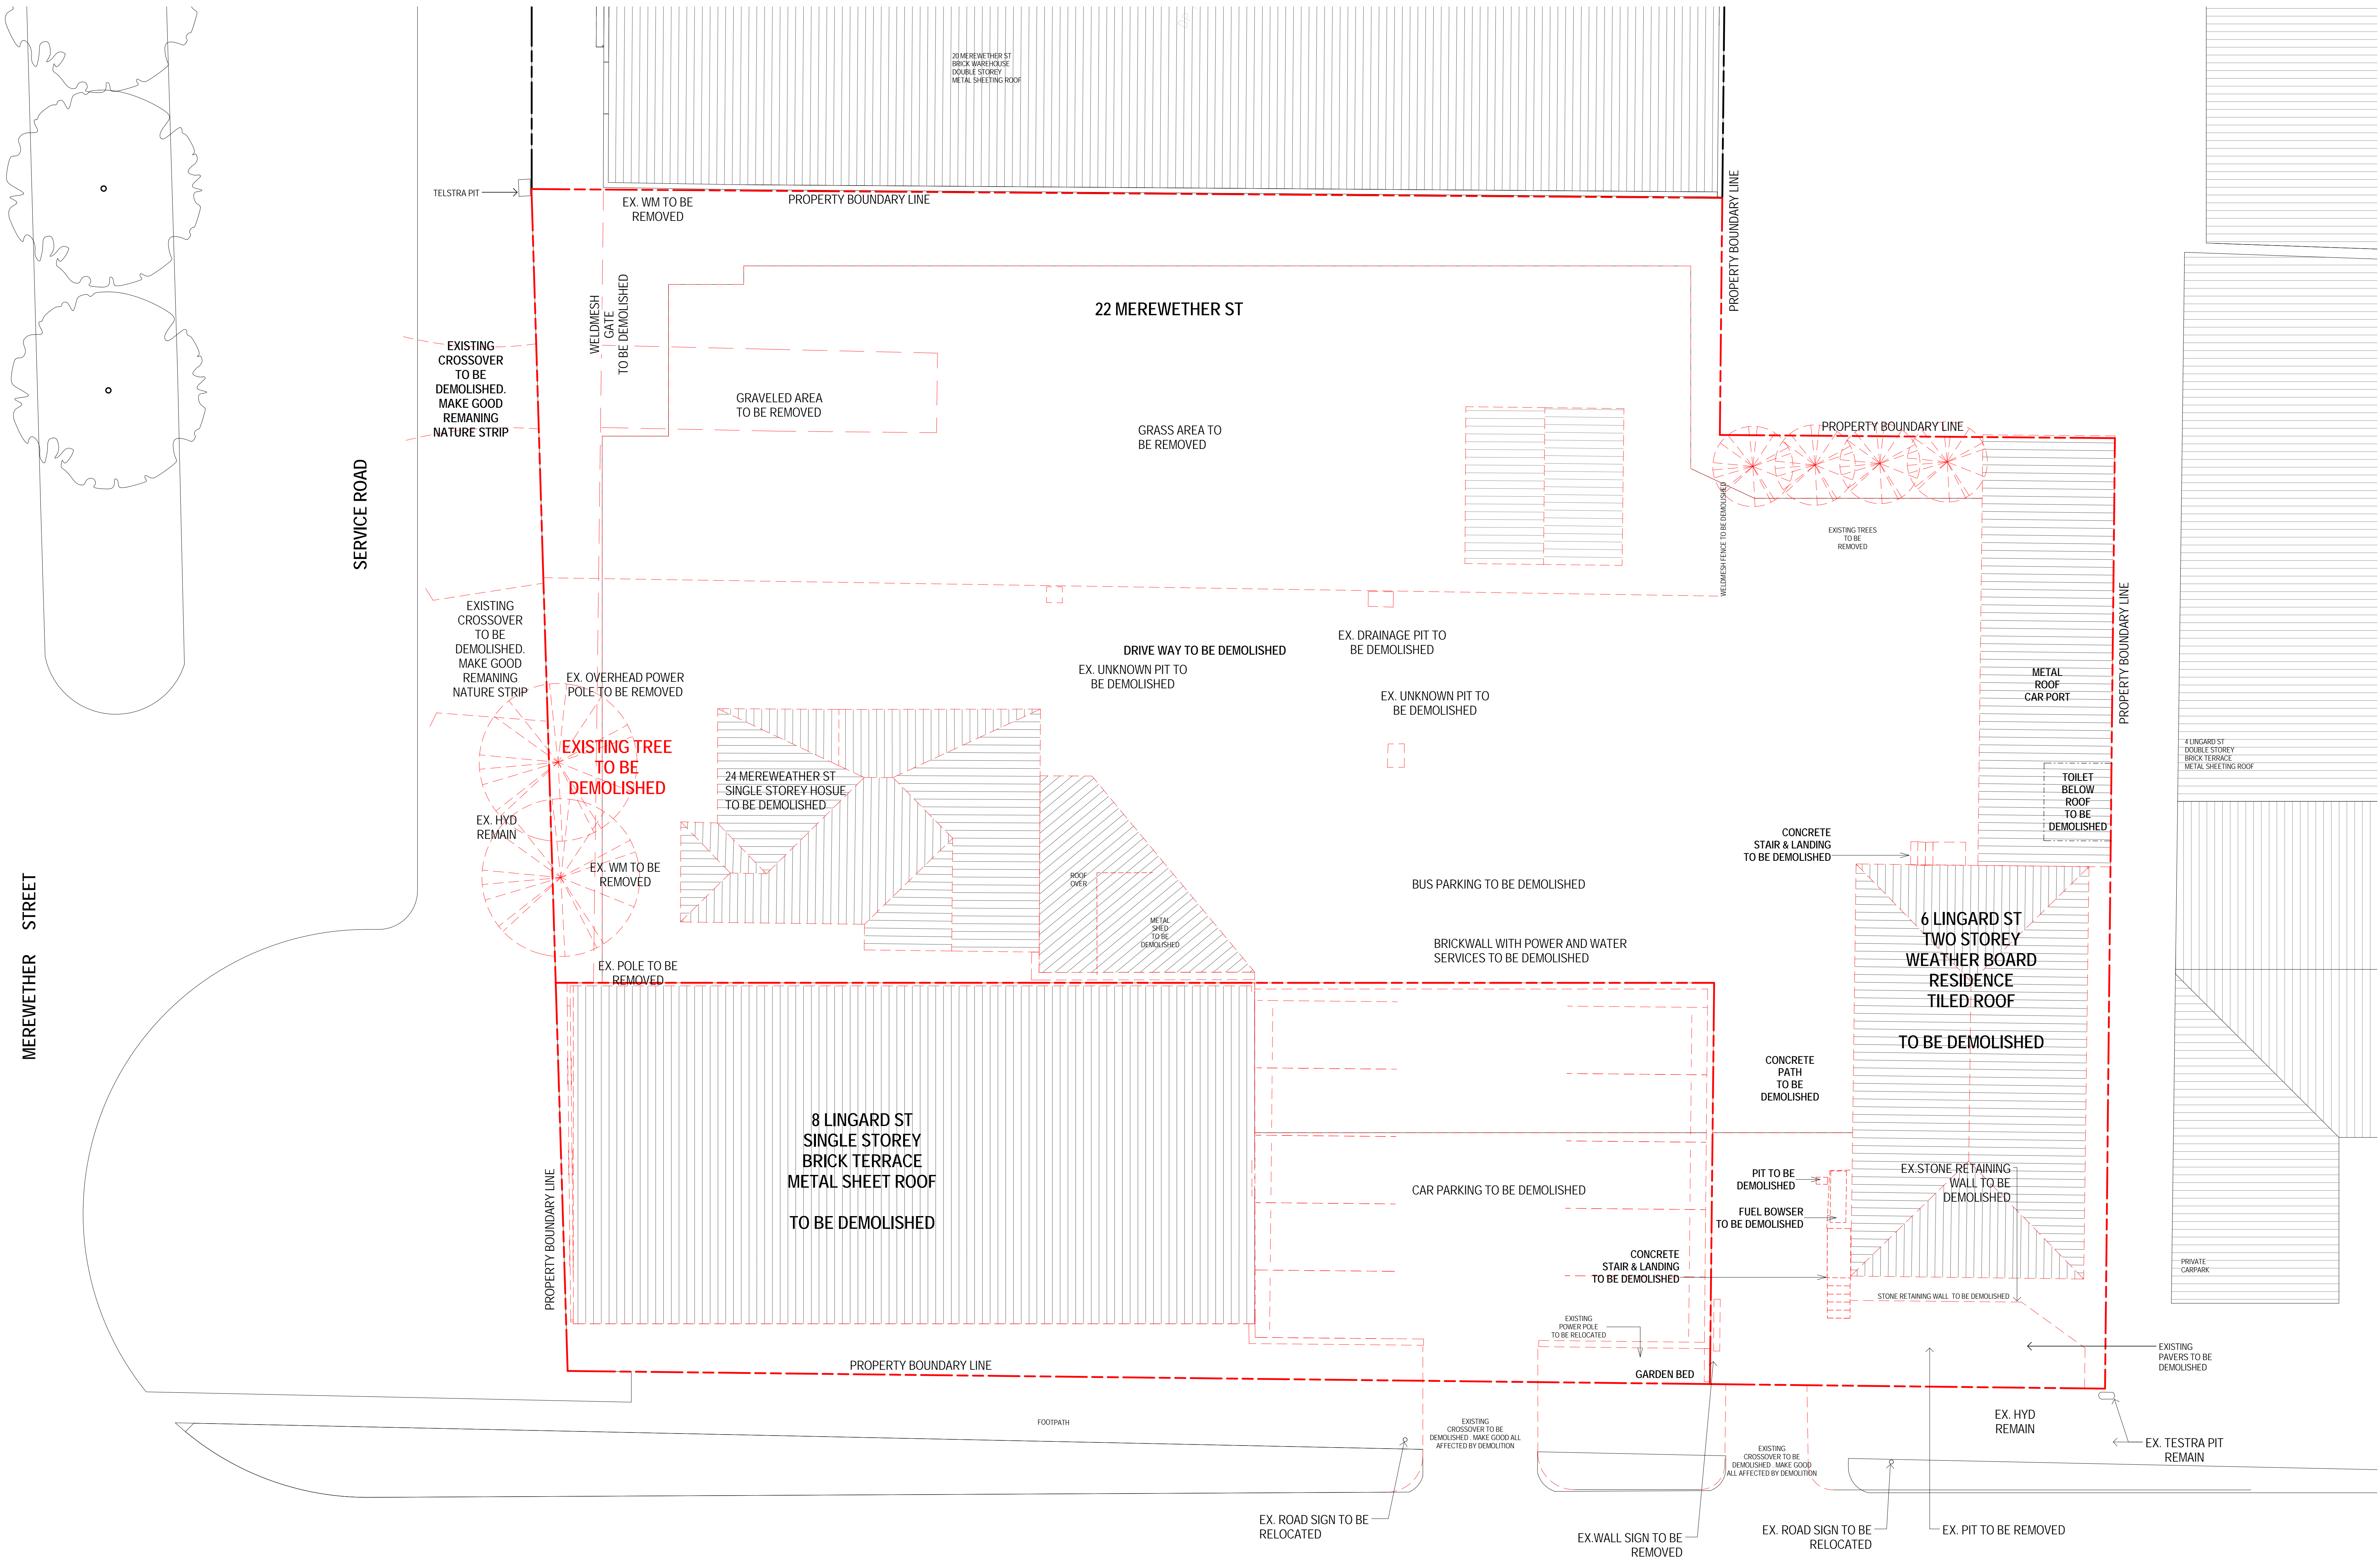 20 MEREWETHER ST
BRICK WAREHOUSE
DOUBLE STOREY
METAL SHEETING ROOF
TELSTRA PIT
EX. WM TO BE
REMOVED
PROPERTY BOUNDARY LINE
PROPERTY BOUNDARY LINE
WELDMESH
GATE
TO BE DEMOLISHED
22 MEREWETHER ST
EXISTING
CROSSOVER
TO BE
DEMOLISHED.
MAKE GOOD
REMANING
NATURE STRIP
GRAVELED AREA
TO BE REMOVED
GRASS AREA TO
BE REMOVED
PROPERTY BOUNDARY LINE
SERVICE ROAD
WELDMESH FENCE TO BE DEMOLISHED
EXISTING TREES
TO BE
REMOVED
PROPERTY BOUNDARY LINE
EXISTING
CROSSOVER
TO BE
DEMOLISHED.
MAKE GOOD
REMANING
NATURE STRIP
EX. OVERHEAD POWER
POLE TO BE REMOVED
DRIVE WAY TO BE DEMOLISHED
EX. UNKNOWN PIT TO
BE DEMOLISHED
EX. DRAINAGE PIT TO
BE DEMOLISHED
EX. UNKNOWN PIT TO
BE DEMOLISHED
METAL
ROOF
CAR PORT
EXISTING TREE
TO BE
DEMOLISHED
24 MEREWEATHER ST
SINGLE STOREY HOSUE
TO BE DEMOLISHED
4 LINGARD ST
DOUBLE STOREY
BRICK TERRACE
METAL SHEETING ROOF
TOILET
BELOW
ROOF
TO BE
DEMOLISHED
EX. HYD
REMAIN
EX. WM TO BE
REMOVED
CONCRETE
STAIR & LANDING
TO BE DEMOLISHED
ROOF
OVER
METAL
SHED
TO BE
DEMOLISHED
BUS PARKING TO BE DEMOLISHED
BRICKWALL WITH POWER AND WATER
SERVICES TO BE DEMOLISHED
6 LINGARD ST
TWO STOREY
WEATHER BOARD
RESIDENCE
TILED ROOF
TO BE DEMOLISHED
MEREWETHER STREET
EX. POLE TO BE
REMOVED
CONCRETE
PATH
TO BE
DEMOLISHED
8 LINGARD ST
SINGLE STOREY
BRICK TERRACE
METAL SHEET ROOF
TO BE DEMOLISHED
PROPERTY BOUNDARY LINE
CAR PARKING TO BE DEMOLISHED
PIT TO BE
DEMOLISHED
FUEL BOWSER
TO BE DEMOLISHED
EX.STONE RETAINING
WALL TO BE
DEMOLISHED
CONCRETE
STAIR & LANDING
TO BE DEMOLISHED
PRIVATE
CARPARK
STONE RETAINING WALL TO BE DEMOLISHED
EXISTING
POWER POLE
TO BE RELOCATED
EXISTING
PAVERS TO BE
DEMOLISHED
PROPERTY BOUNDARY LINE
GARDEN BED
FOOTPATH
EXISTING
CROSSOVER TO BE
DEMOLISHED . MAKE GOOD ALL
AFFECTED BY DEMOLITION
EXISTING
CROSSOVER TO BE
DEMOLISHED . MAKE GOOD
ALL AFFECTED BY DEMOLITION
EX. HYD
REMAIN
EX. TESTRA PIT
REMAIN
EX. ROAD SIGN TO BE
RELOCATED
EX.WALL SIGN TO BE
REMOVED
EX. ROAD SIGN TO BE
RELOCATED
EX. PIT TO BE REMOVED